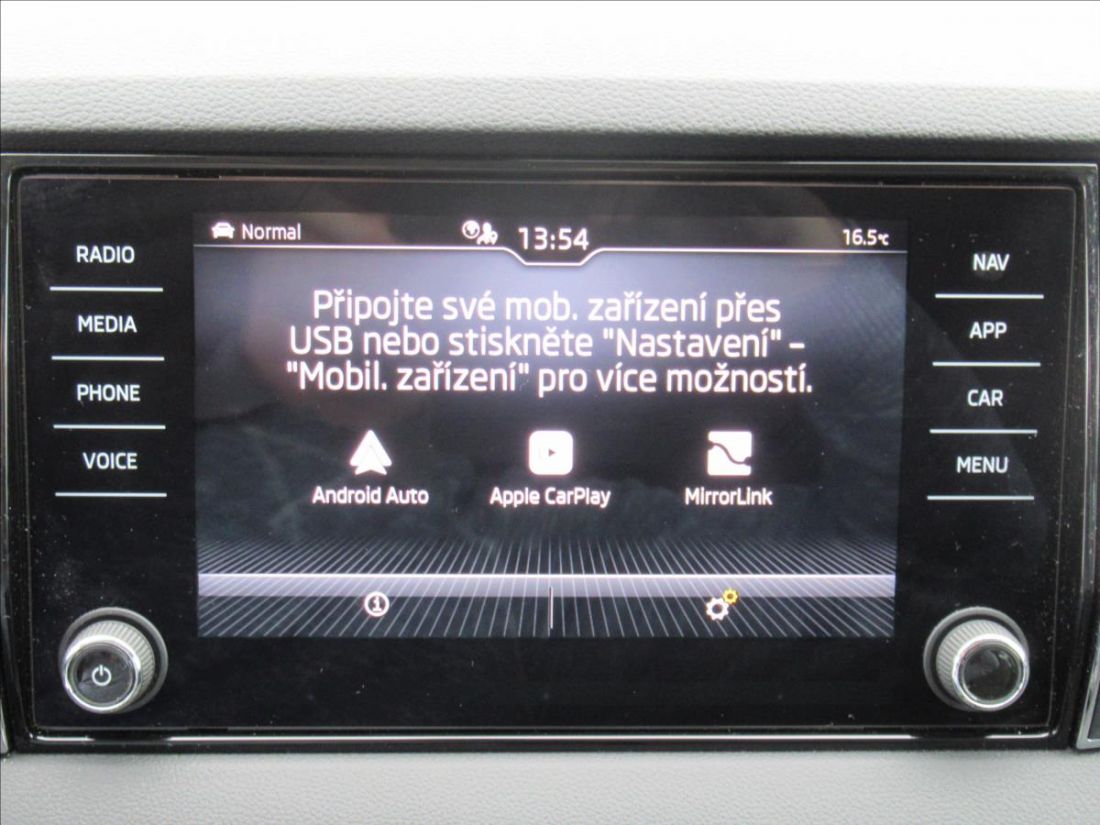 Normal 13:54 16.5°C
RADIO
MEDIA
PHONE
VOICE
Připojte své mob. zařízení přes
USB nebo stiskněte "Nastavení" –
"Mobil. zařízení" pro více možností.
Android Auto Apple CarPlay MirrorLink
NAV
APP
CAR
MENU